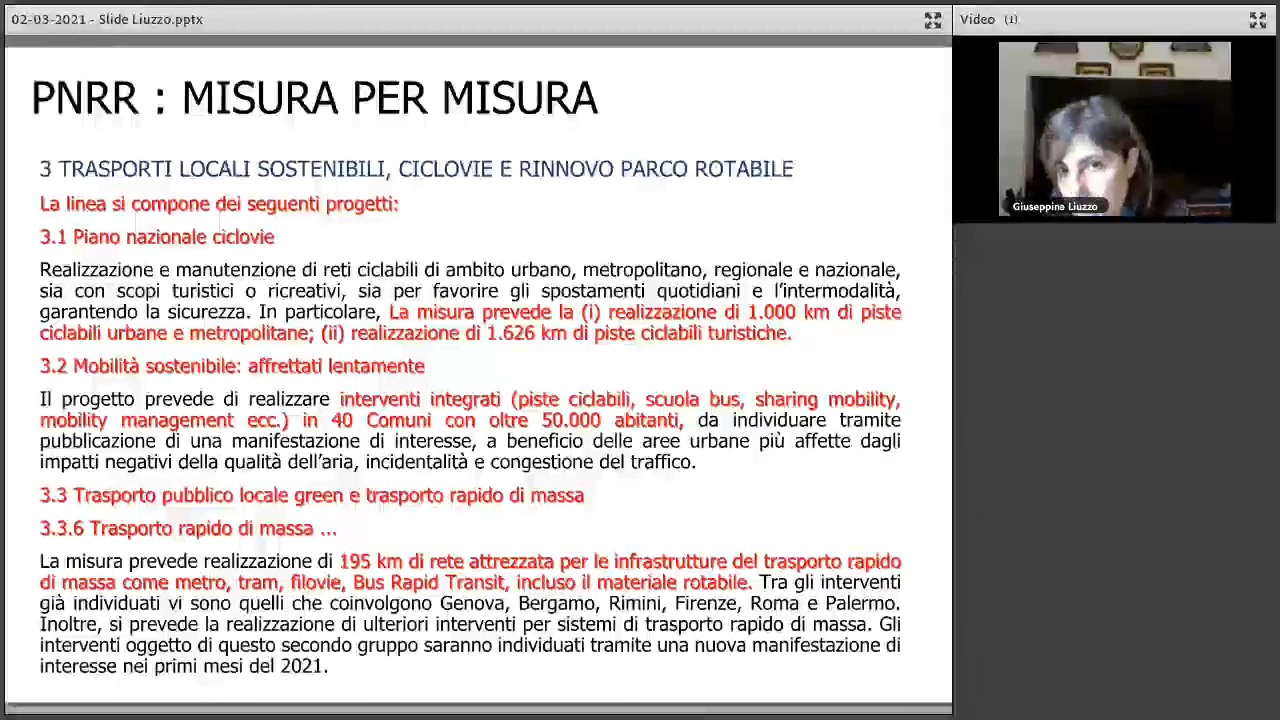 02-03-2021 - Slide Liuzzo.pptx
Video (1)
PNRR : MISURA PER MISURA
3 TRASPORTI LOCALI SOSTENIBILI, CICLOVIE E RINNOVO PARCO ROTABILE
La linea si compone dei seguenti progetti:
3.1 Piano nazionale ciclovie
Realizzazione e manutenzione di reti ciclabili di ambito urbano, metropolitano, regionale e nazionale,
sia con scopi turistici o ricreativi, sia per favorire gli spostamenti quotidiani e l'intermodalità,
garantendo la sicurezza. In particolare, La misura prevede la (i) realizzazione di 1.000 km di piste
ciclabili urbane e metropolitane; (ii) realizzazione di 1.626 km di piste ciclabili turistiche.
3.2 Mobilità sostenibile: affrettati lentamente
Il progetto prevede di realizzare interventi integrati (piste ciclabili, scuola bus, sharing mobility,
mobility management ecc.) in 40 Comuni con oltre 50.000 abitanti, da individuare tramite
pubblicazione di una manifestazione di interesse, a beneficio delle aree urbane più affette dagli
impatti negativi della qualità dell'aria, incidentalità e congestione del traffico.
3.3 Trasporto pubblico locale green e trasporto rapido di massa
3.3.6 Trasporto rapido di massa ...
La misura prevede realizzazione di 195 km di rete attrezzata per le infrastrutture del trasporto rapido
di massa come metro, tram, filovie, Bus Rapid Transit, incluso il materiale rotabile. Tra gli interventi
già individuati vi sono quelli che coinvolgono Genova, Bergamo, Rimini, Firenze, Roma e Palermo.
Inoltre, si prevede la realizzazione di ulteriori interventi per sistemi di trasporto rapido di massa. Gli
interventi oggetto di questo secondo gruppo saranno individuati tramite una nuova manifestazione di
interesse nei primi mesi del 2021.
Giuseppina Liuzzo